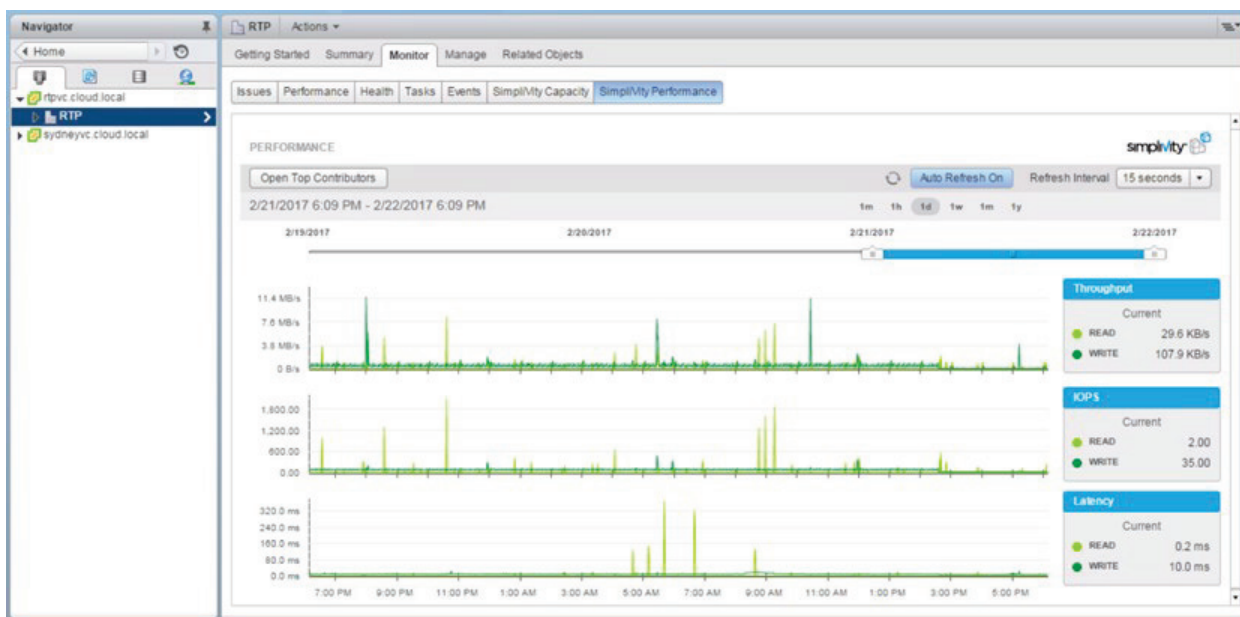 Navigator
RTP Actions
Home
Getting Started Summary Monitor Manage Related Objects
Issues Performance Health Tasks Events SimpliVity Capacity SimpliVity Performance
rtpvc.cloud.local
RTP
sydneyvc.cloud.local
PERFORMANCE
simplivity
Open Top Contributors
Auto Refresh On Refresh Interval 15 seconds
2/21/2017 6:09 PM - 2/22/2017 6:09 PM
1m 1h 1d 1w 1m 1y
2/19/2017 2/20/2017 2/21/2017 2/22/2017
11.4 MB/s
7.6 MB/s
3.8 MB/s
0 B/s
Throughput
Current
READ 29.6 KB/s
WRITE 107.9 KB/s
1,800.00
1,200.00
600.00
0.00
IOPS
Current
READ 2.00
WRITE 35.00
320.0 ms
240.0 ms
160.0 ms
80.0 ms
0.0 ms
Latency
Current
READ 0.2 ms
WRITE 10.0 ms
7:00 PM 9:00 PM 11:00 PM 1:00 AM 3:00 AM 5:00 AM 7:00 AM 9:00 AM 11:00 AM 1:00 PM 3:00 PM 5:00 PM